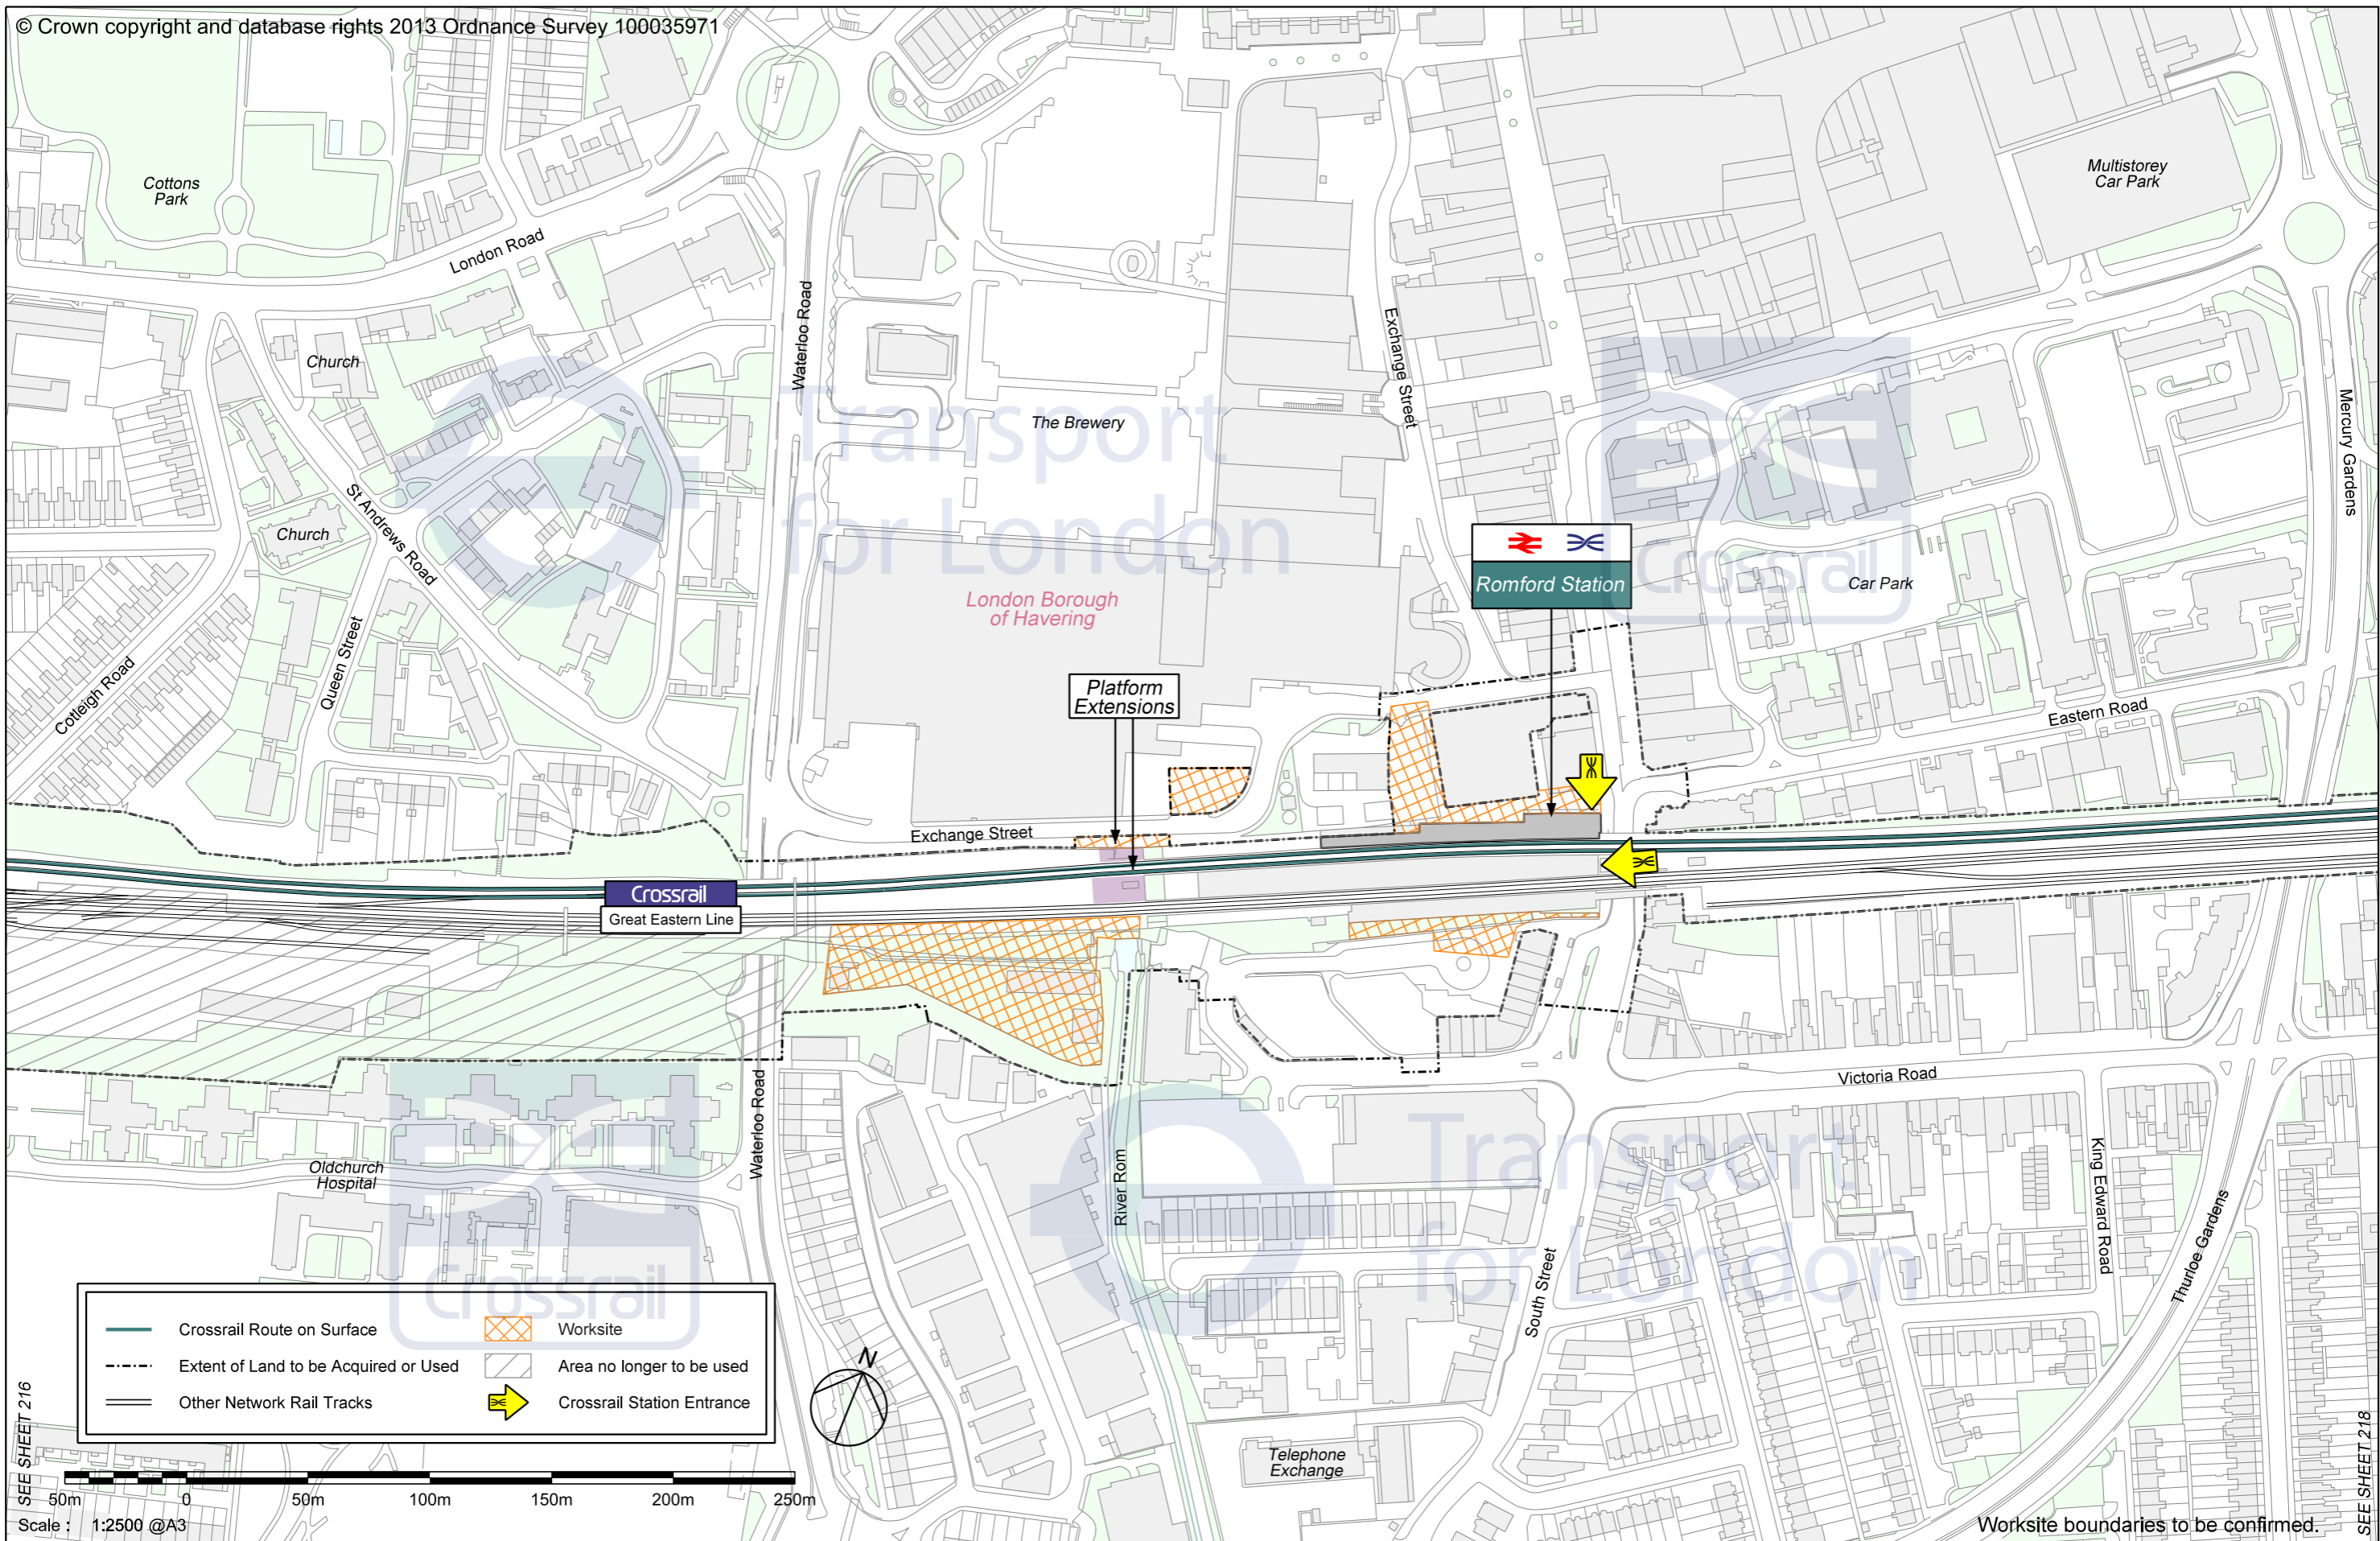 © Crown copyright and database rights 2013 Ordnance Survey 100035971
Cottons
Park
London Road
Multistorey
Car Park
Waterloo Road
Exchange Street
Church
Transport
for London
The Brewery
Mercury Gardens
St Andrews Road
Church
Crossrail
Romford Station
Car Park
London Borough
of Havering
Queen Street
Cotleigh Road
Platform
Extensions
Eastern Road
Exchange Street
Crossrail
Great Eastern Line
Victoria Road
Waterloo Road
Oldchurch
Hospital
River Rom
Transport
for London
King Edward Road
Thurloe Gardens
South Street
Crossrail
Crossrail Route on Surface
Worksite
Extent of Land to be Acquired or Used
Area no longer to be used
Other Network Rail Tracks
Crossrail Station Entrance
N
Telephone
Exchange
SEE SHEET 216
SEE SHEET 218
50m 0 50m 100m 150m 200m 250m
Scale : 1:2500 @A3
Worksite boundaries to be confirmed.